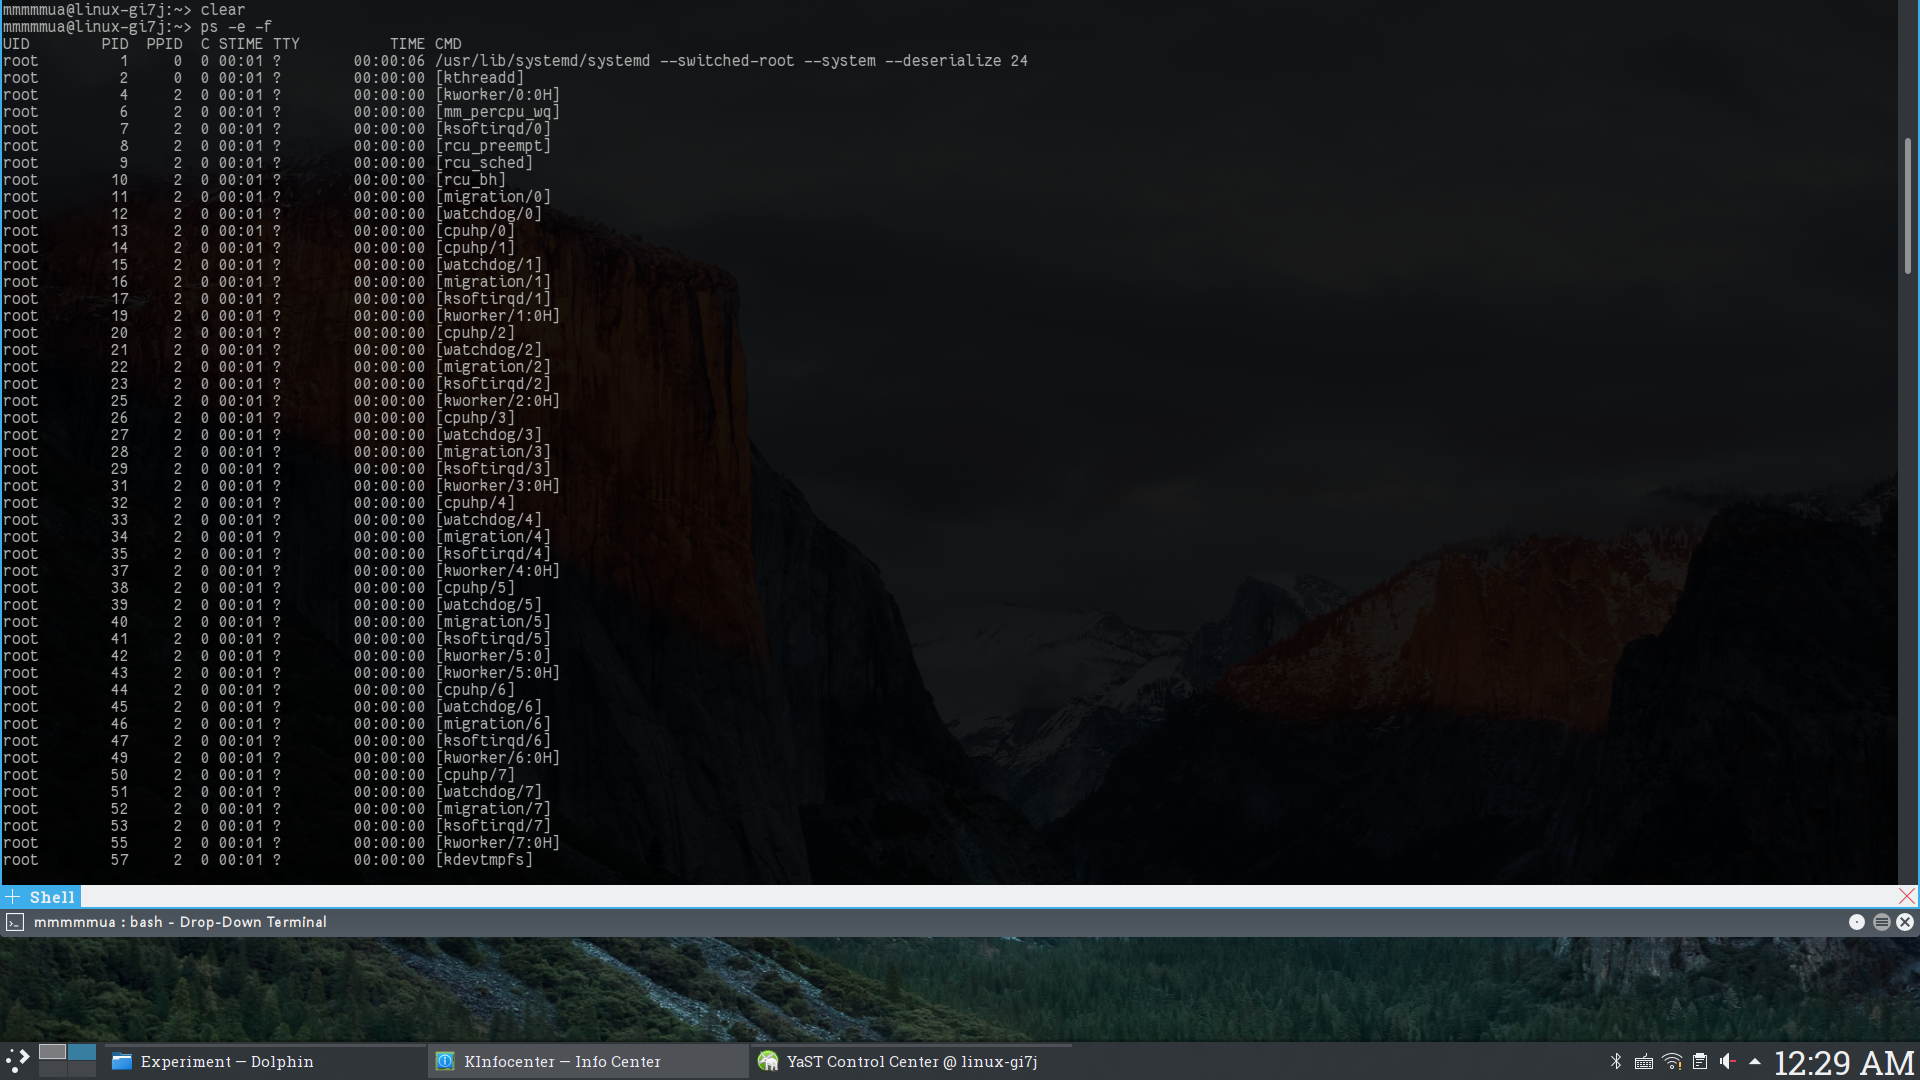 mmmmmua@linux-gi7j:~> clear
mmmmmua@linux-gi7j:~> ps -e -f
UID        PID  PPID  C STIME TTY          TIME CMD
root         1     0  0 00:01 ?        00:00:06 /usr/lib/systemd/systemd --switched-root --system --deserialize 24
root         2     0  0 00:01 ?        00:00:00 [kthreadd]
root         4     2  0 00:01 ?        00:00:00 [kworker/0:0H]
root         6     2  0 00:01 ?        00:00:00 [mm_percpu_wq]
root         7     2  0 00:01 ?        00:00:00 [ksoftirqd/0]
root         8     2  0 00:01 ?        00:00:00 [rcu_preempt]
root         9     2  0 00:01 ?        00:00:00 [rcu_sched]
root        10     2  0 00:01 ?        00:00:00 [rcu_bh]
root        11     2  0 00:01 ?        00:00:00 [migration/0]
root        12     2  0 00:01 ?        00:00:00 [watchdog/0]
root        13     2  0 00:01 ?        00:00:00 [cpuhp/0]
root        14     2  0 00:01 ?        00:00:00 [cpuhp/1]
root        15     2  0 00:01 ?        00:00:00 [watchdog/1]
root        16     2  0 00:01 ?        00:00:00 [migration/1]
root        17     2  0 00:01 ?        00:00:00 [ksoftirqd/1]
root        19     2  0 00:01 ?        00:00:00 [kworker/1:0H]
root        20     2  0 00:01 ?        00:00:00 [cpuhp/2]
root        21     2  0 00:01 ?        00:00:00 [watchdog/2]
root        22     2  0 00:01 ?        00:00:00 [migration/2]
root        23     2  0 00:01 ?        00:00:00 [ksoftirqd/2]
root        25     2  0 00:01 ?        00:00:00 [kworker/2:0H]
root        26     2  0 00:01 ?        00:00:00 [cpuhp/3]
root        27     2  0 00:01 ?        00:00:00 [watchdog/3]
root        28     2  0 00:01 ?        00:00:00 [migration/3]
root        29     2  0 00:01 ?        00:00:00 [ksoftirqd/3]
root        31     2  0 00:01 ?        00:00:00 [kworker/3:0H]
root        32     2  0 00:01 ?        00:00:00 [cpuhp/4]
root        33     2  0 00:01 ?        00:00:00 [watchdog/4]
root        34     2  0 00:01 ?        00:00:00 [migration/4]
root        35     2  0 00:01 ?        00:00:00 [ksoftirqd/4]
root        37     2  0 00:01 ?        00:00:00 [kworker/4:0H]
root        38     2  0 00:01 ?        00:00:00 [cpuhp/5]
root        39     2  0 00:01 ?        00:00:00 [watchdog/5]
root        40     2  0 00:01 ?        00:00:00 [migration/5]
root        41     2  0 00:01 ?        00:00:00 [ksoftirqd/5]
root        42     2  0 00:01 ?        00:00:00 [kworker/5:0]
root        43     2  0 00:01 ?        00:00:00 [kworker/5:0H]
root        44     2  0 00:01 ?        00:00:00 [cpuhp/6]
root        45     2  0 00:01 ?        00:00:00 [watchdog/6]
root        46     2  0 00:01 ?        00:00:00 [migration/6]
root        47     2  0 00:01 ?        00:00:00 [ksoftirqd/6]
root        49     2  0 00:01 ?        00:00:00 [kworker/6:0H]
root        50     2  0 00:01 ?        00:00:00 [cpuhp/7]
root        51     2  0 00:01 ?        00:00:00 [watchdog/7]
root        52     2  0 00:01 ?        00:00:00 [migration/7]
root        53     2  0 00:01 ?        00:00:00 [ksoftirqd/7]
root        55     2  0 00:01 ?        00:00:00 [kworker/7:0H]
root        57     2  0 00:01 ?        00:00:00 [kdevtmpfs]
Shell
mmmmmua : bash - Drop-Down Terminal
Experiment — Dolphin
KInfocenter — Info Center
YaST Control Center @ linux-gi7j
12:29 AM